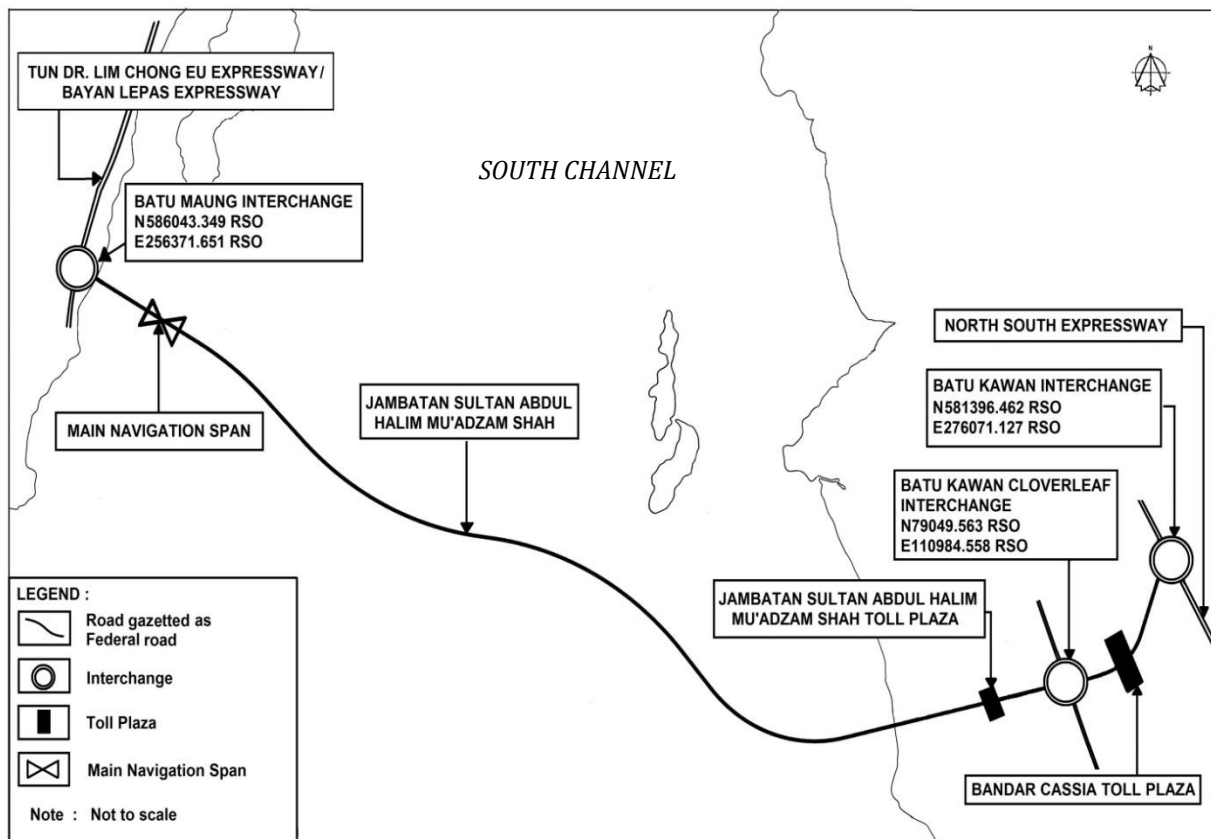 TUN DR. LIM CHONG EU EXPRESSWAY/
BAYAN LEPAS EXPRESSWAY
N
SOUTH CHANNEL
BATU MAUNG INTERCHANGE
N586043.349 RSO
E256371.651 RSO
NORTH SOUTH EXPRESSWAY
BATU KAWAN INTERCHANGE
N581396.462 RSO
E276071.127 RSO
MAIN NAVIGATION SPAN
JAMBATAN SULTAN ABDUL
HALIM MU'ADZAM SHAH
BATU KAWAN CLOVERLEAF
INTERCHANGE
N79049.563 RSO
E110984.558 RSO
JAMBATAN SULTAN ABDUL HALIM
MU'ADZAM SHAH TOLL PLAZA
BANDAR CASSIA TOLL PLAZA
LEGEND :
Road gazetted as
Federal road
Interchange
Toll Plaza
Main Navigation Span
Note : Not to scale